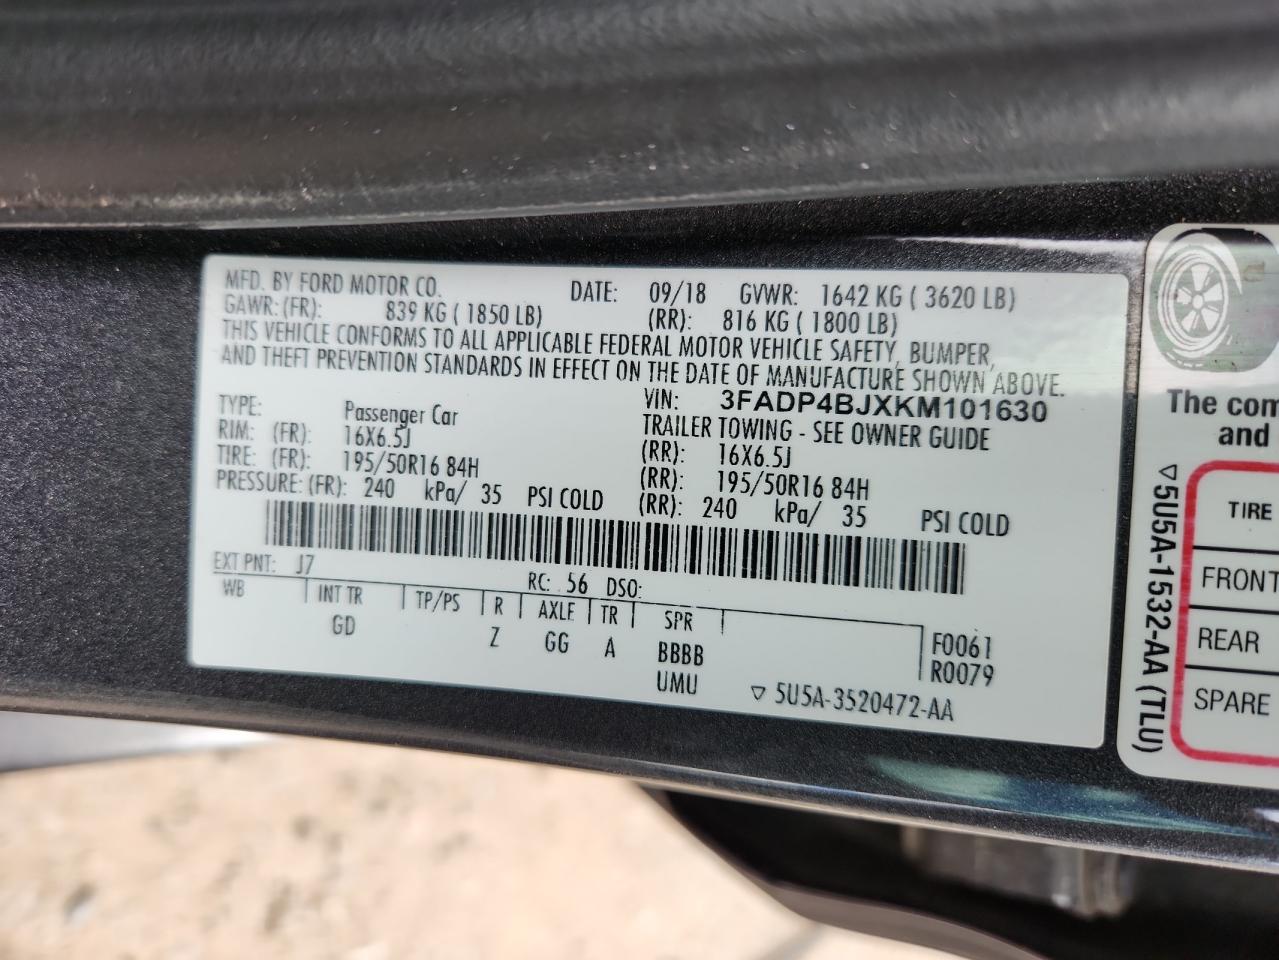 MFD. BY FORD MOTOR CO. DATE: 09/18 GVWR: 1642 KG ( 3620 LB)
GAWR:(FR): 839 KG ( 1850 LB) (RR): 816 KG ( 1800 LB)
THIS VEHICLE CONFORMS TO ALL APPLICABLE FEDERAL MOTOR VEHICLE SAFETY, BUMPER,
AND THEFT PREVENTION STANDARDS IN EFFECT ON THE DATE OF MANUFACTURE SHOWN ABOVE.
VIN: 3FADP4BJXKM101630
TYPE: Passenger Car TRAILER TOWING - SEE OWNER GUIDE
RIM: (FR): 16X6.5J (RR): 16X6.5J
TIRE: (FR): 195/50R16 84H (RR): 195/50R16 84H
PRESSURE: (FR): 240 kPa/ 35 PSI COLD (RR): 240 kPa/ 35 PSI COLD
EXT PNT: J7 RC: 56 DSO:
WB INT TR TP/PS R AXLE TR SPR
GD Z GG A BBBB F0061
UMU R0079
▽ 5U5A-3520472-AA
The com
and
▽5U5A-1532-AA (TLU)
TIRE
FRONT
REAR
SPARE